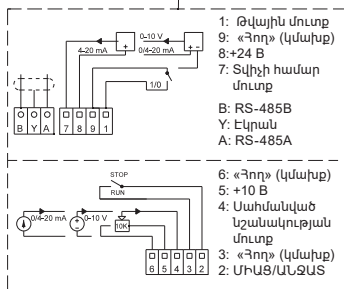 0–10 V
4–20 mA
0/4–20 mA
1/0
B Y A
7 8 9 1
1: Թվային մուտք
9: «Հող» (կմախք)
8:+24 В
7: Տվիչի համար
մուտք
B: RS-485B
Y: Էկրան
A: RS-485A
STOP
RUN
0/4–20 mA
0–10 V
10K
6 5 4 3 2
6: «Հող» (կմախք)
5: +10 В
4: Սահմանված
նշանակության
մուտք
3: «Հող» (կմախք)
2: ՄԻԱՑ/ԱՆՋԱՏ